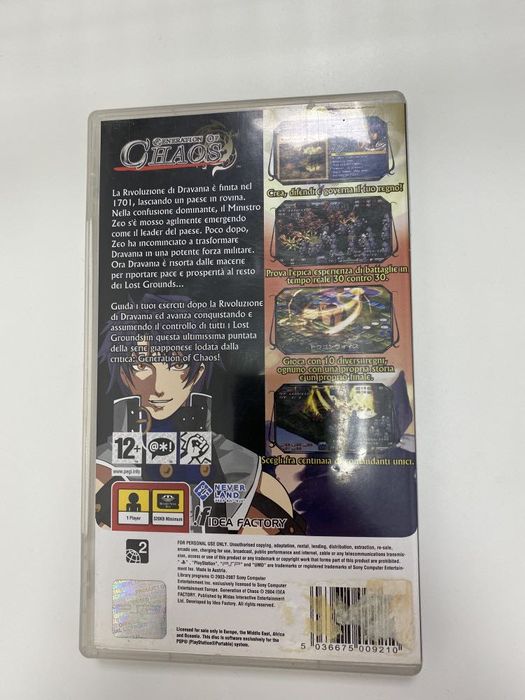 GENERATION OF
CHAOS
La Rivoluzione di Dravania è finita nel
1701, lasciando un paese in rovina.
Nella confusione dominante, il Ministro
Zeo s'è mosso agilmente emergendo
come il leader del paese. Poco dopo,
Zeo ha incominciato a trasformare
Dravania in una potente forza militare.
Ora Dravania è risorta dalle macerie
per riportare pace e prosperità al resto
dei Lost Grounds...
Guida i tuoi eserciti dopo la Rivoluzione
di Dravania ed avanza conquistando e
assumendo il controllo di tutti i Lost
Grounds in questa ultimissima puntata
della serie giapponese lodata dalla
critica: Generation of Chaos!
Crea, difendi e governa il tuo regno!
Prova l'epica esperienza di battaglie in
tempo reale 30 contro 30.
Gioca con 10 diversi regni,
ognuno con una propria storia
e un proprio finale.
Scegli fra centinaia di comandanti unici.
12+
www.pegi.info
@*!
1 Player
320KB Minimum
NEVER
LAND
IDEA FACTORY
2
FOR PERSONAL USE ONLY. Unauthorised copying, adaptation, rental, lending, distribution, extraction, re-sale,
arcade use, charging for use, broadcast, public performance and internet, cable or any telecommunications transmis-
sion, access or use of this product or any trademark or copyright work that forms part of this product are prohibited.
"PlayStation", "PSP" and "UMD" are trademarks or registered trademarks of Sony Computer Entertain-
ment Inc. Made in Austria.
Library programs © 2003-2007 Sony Computer
Entertainment Inc. exclusively licensed to Sony Computer
Entertainment Europe. Generation of Chaos © 2004 IDEA
FACTORY. Published by Midas Interactive Entertainment
Ltd. Developed by Idea Factory. All rights reserved.
Licensed for sale only in Europe, the Middle East, Africa
and Oceania. This disc is software exclusively for the
PSP® (PlayStation®Portable) system.
5 036675 009210